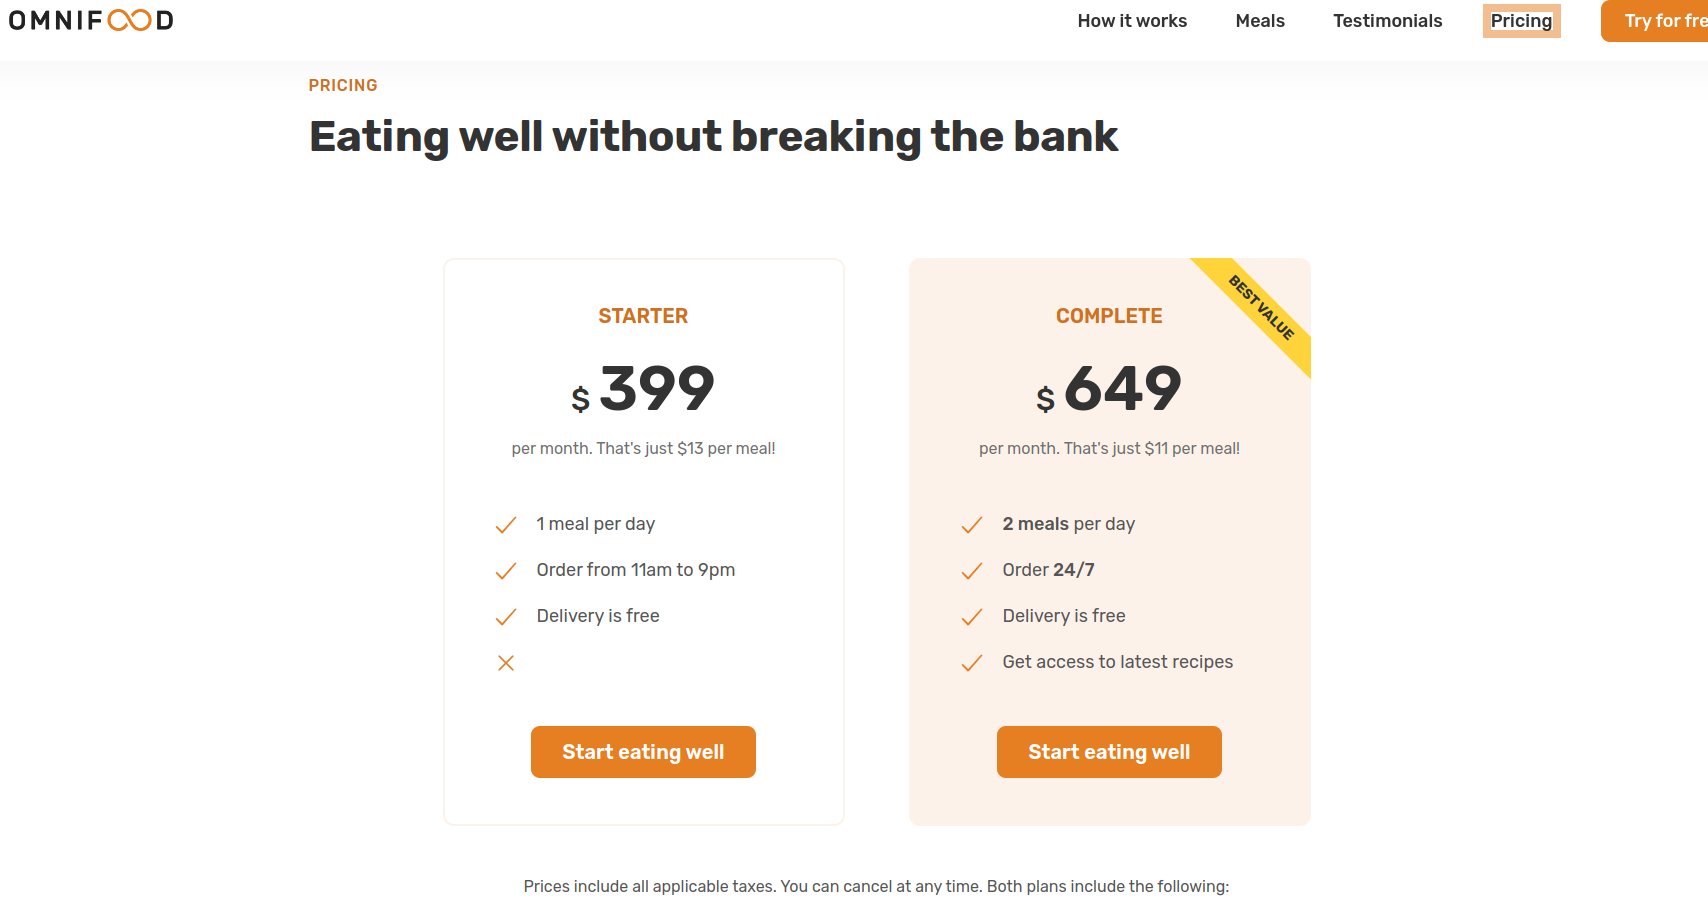 OMNIFOOD
How it works Meals Testimonials Pricing Try for fre
PRICING
Eating well without breaking the bank
STARTER
$ 399
per month. That's just $13 per meal!
1 meal per day
Order from 11am to 9pm
Delivery is free
Start eating well
BEST VALUE
COMPLETE
$ 649
per month. That's just $11 per meal!
2 meals per day
Order 24/7
Delivery is free
Get access to latest recipes
Start eating well
Prices include all applicable taxes. You can cancel at any time. Both plans include the following: